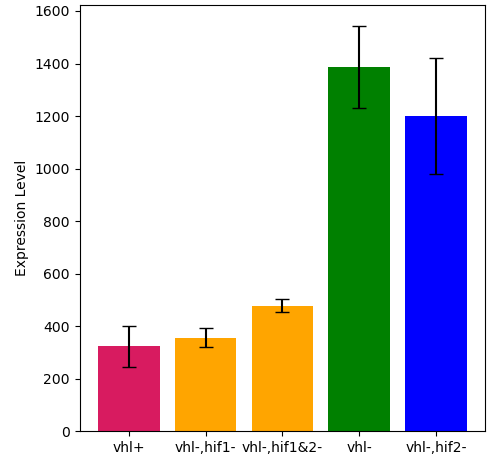 1600
1400
1200
1000
800
600
400
200
0
Expression Level
vhl+
vhl-,hif1-
vhl-,hif1&2-
vhl-
vhl-,hif2-